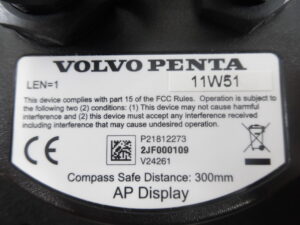 VOLVO PENTA
LEN=1
11W51
This device complies with part 15 of the FCC Rules. Operation is subject to
the following two (2) conditions: (1) This device may not cause harmful
interference and (2) this device must accept any interference received
including interference that may cause undesired operation.
CE
P21812273
2JF000109
V24261
Compass Safe Distance: 300mm
AP Display